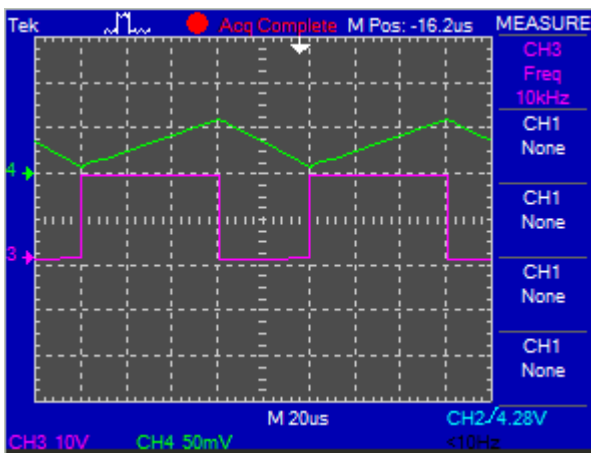 Tek Acq Complete M Pos: -16.2us MEASURE
CH3
Freq
10kHz
CH1
None
4
CH1
None
3
CH1
None
CH1
None
M 20us CH2 / 4.28V
CH3 10V CH4 50mV <10Hz